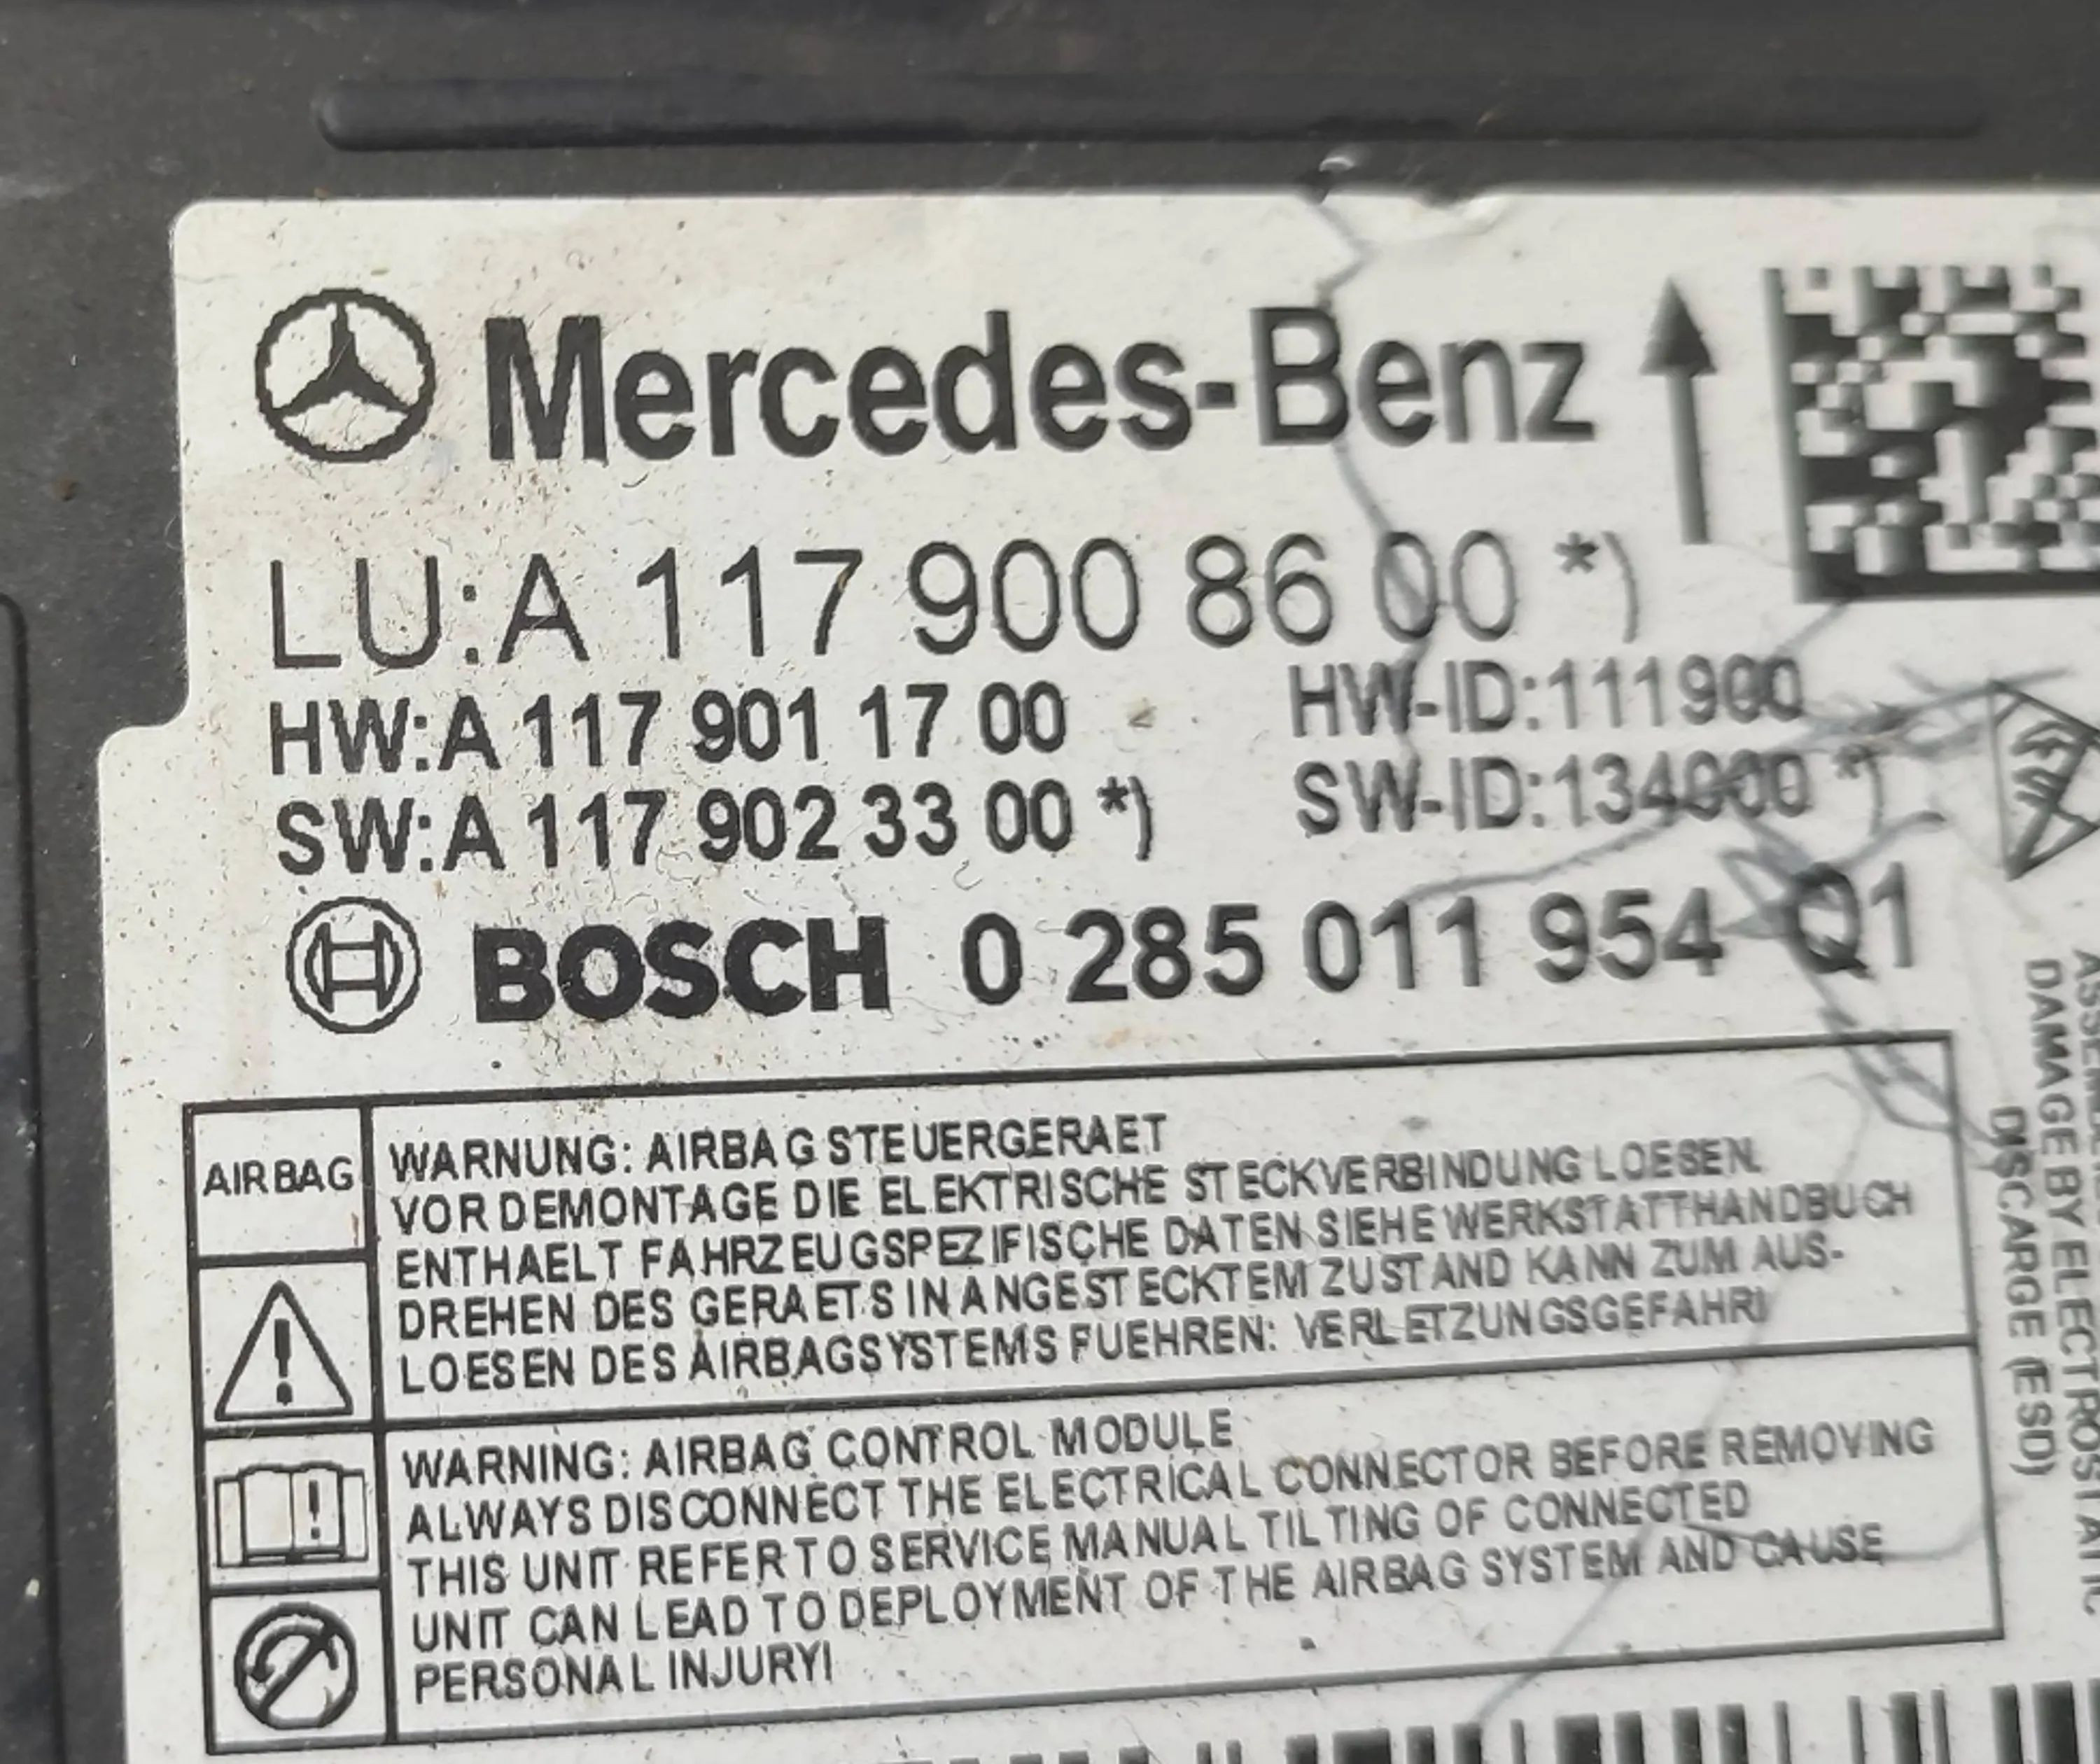 Mercedes-Benz
LU:A 117 900 86 00 *)
HW:A 117 901 17 00 HW-ID:111900
SW:A 117 902 33 00 *) SW-ID:134000 *)
BOSCH 0 285 011 954 Q1
AIRBAG
WARNUNG: AIRBAG STEUERGERAET
VOR DEMONTAGE DIE ELEKTRISCHE STECKVERBINDUNG LOESEN.
ENTHAELT FAHRZEUGSPEZIFISCHE DATEN SIEHE WERKSTATTHANDBUCH
DREHEN DES GERAETS IN ANGESTECKTEM ZUSTAND KANN ZUM AUS-
LOESEN DES AIRBAGSYSTEMS FUEHREN: VERLETZUNGSGEFAHR!
WARNING: AIRBAG CONTROL MODULE
ALWAYS DISCONNECT THE ELECTRICAL CONNECTOR BEFORE REMOVING
THIS UNIT REFER TO SERVICE MANUAL TILTING OF CONNECTED
UNIT CAN LEAD TO DEPLOYMENT OF THE AIRBAG SYSTEM AND CAUSE
PERSONAL INJURY!
DAMAGE BY ELECTROSTATIC
DISCARGE (ESD)